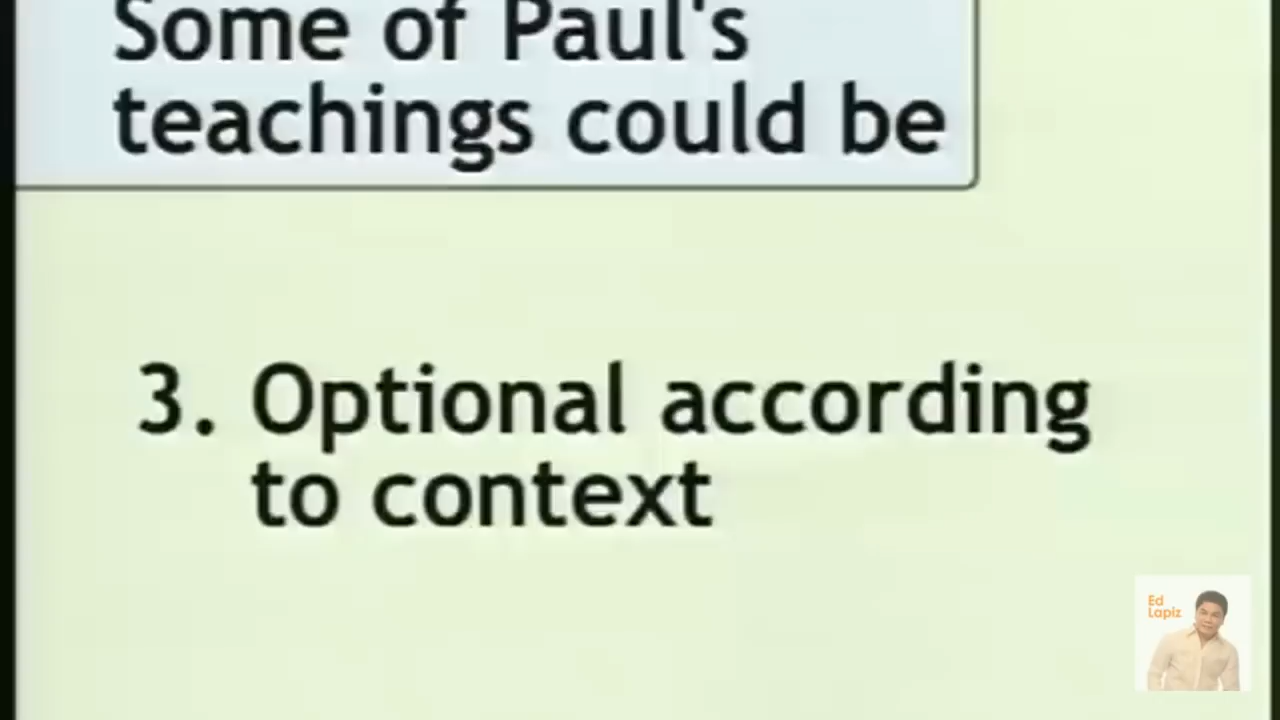 Some of Paul's
teachings could be
3. Optional according
to context
Ed
Lapiz